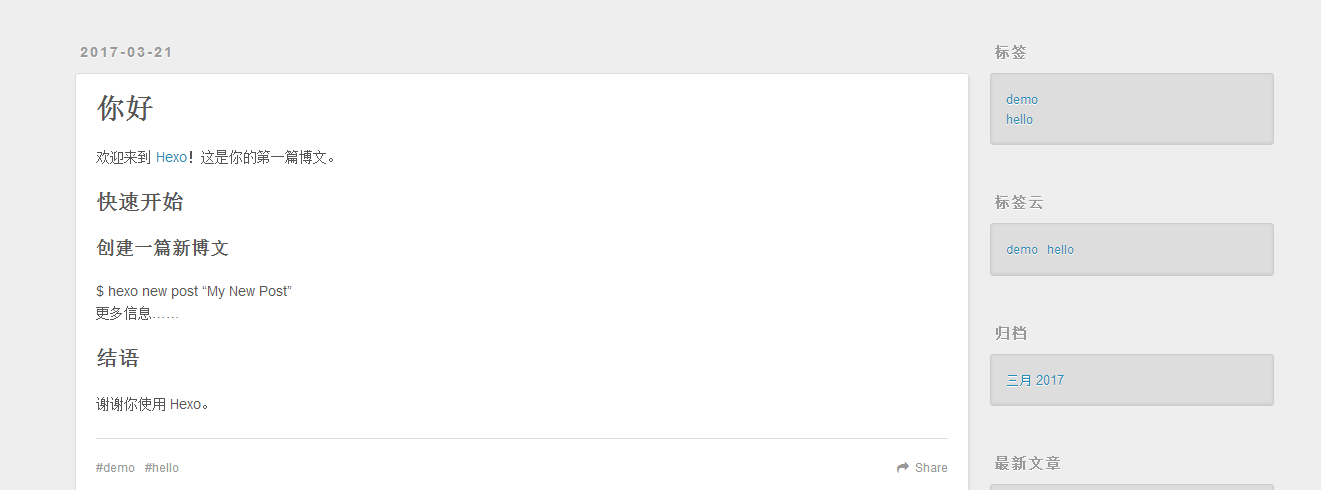 2017-03-21
你好
欢迎来到 Hexo！这是你的第一篇博文。
快速开始
创建一篇新博文
$ hexo new post “My New Post”
更多信息……
结语
谢谢你使用 Hexo。
#demo #hello
Share
标签
demo
hello
标签云
demo hello
归档
三月 2017
最新文章